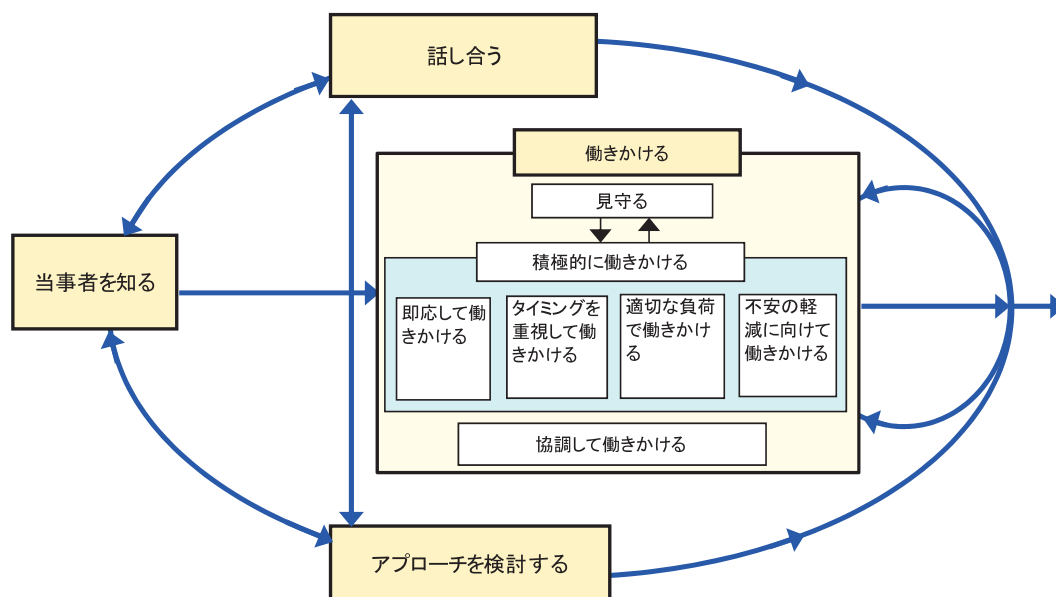 話し合う
働きかける
見守る
積極的に働きかける
当事者を知る
即応して働
きかける
タイミングを
重視して働
きかける
適切な負荷
で働きかけ
る
不安の軽
減に向けて
働きかける
協調して働きかける
アプローチを検討する